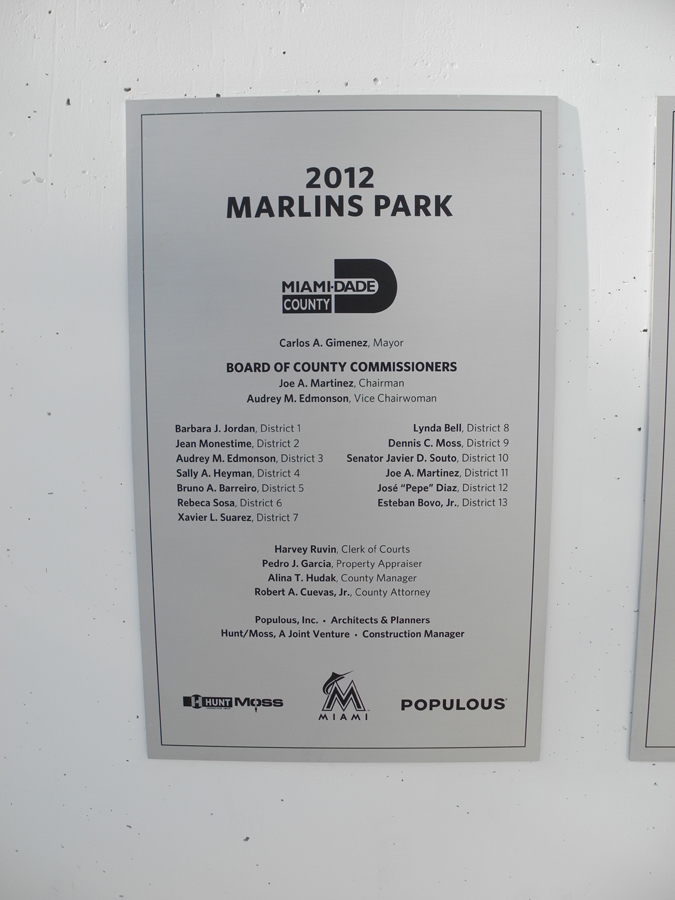 2012
MARLINS PARK
MIAMI-DADE
COUNTY
Carlos A. Gimenez, Mayor
BOARD OF COUNTY COMMISSIONERS
Joe A. Martinez, Chairman
Audrey M. Edmonson, Vice Chairwoman
Barbara J. Jordan, District 1
Jean Monestime, District 2
Audrey M. Edmonson, District 3
Sally A. Heyman, District 4
Bruno A. Barreiro, District 5
Rebeca Sosa, District 6
Xavier L. Suarez, District 7
Lynda Bell, District 8
Dennis C. Moss, District 9
Senator Javier D. Souto, District 10
Joe A. Martinez, District 11
José “Pepe” Diaz, District 12
Esteban Bovo, Jr., District 13
Harvey Ruvin, Clerk of Courts
Pedro J. Garcia, Property Appraiser
Alina T. Hudak, County Manager
Robert A. Cuevas, Jr., County Attorney
Populous, Inc. • Architects & Planners
Hunt/Moss, A Joint Venture • Construction Manager
HUNT Moss
M
MIAMI
POPULOUS